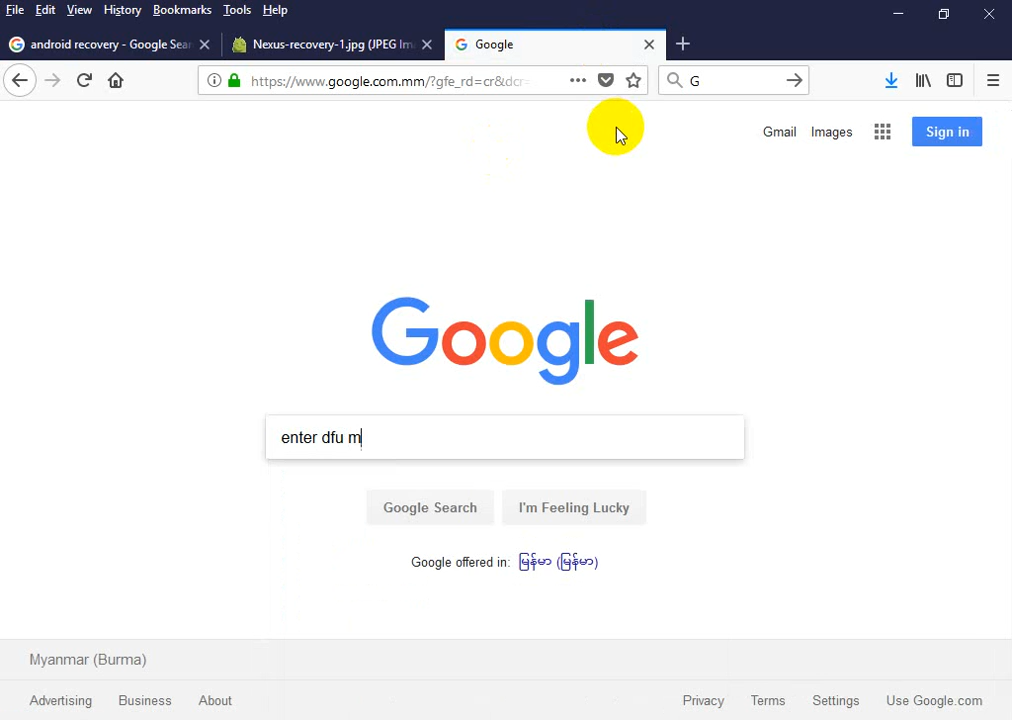 File Edit View History Bookmarks Tools Help
android recovery - Google Sear
Nexus-recovery-1.jpg (JPEG Im
Google
https://www.google.com.mm/?gfe_rd=cr&dcr=
G
Gmail Images Sign in
Google
enter dfu m
Google Search I'm Feeling Lucky
Google offered in: မြန်မာ (မြန်မာ)
Myanmar (Burma)
Advertising Business About Privacy Terms Settings Use Google.com